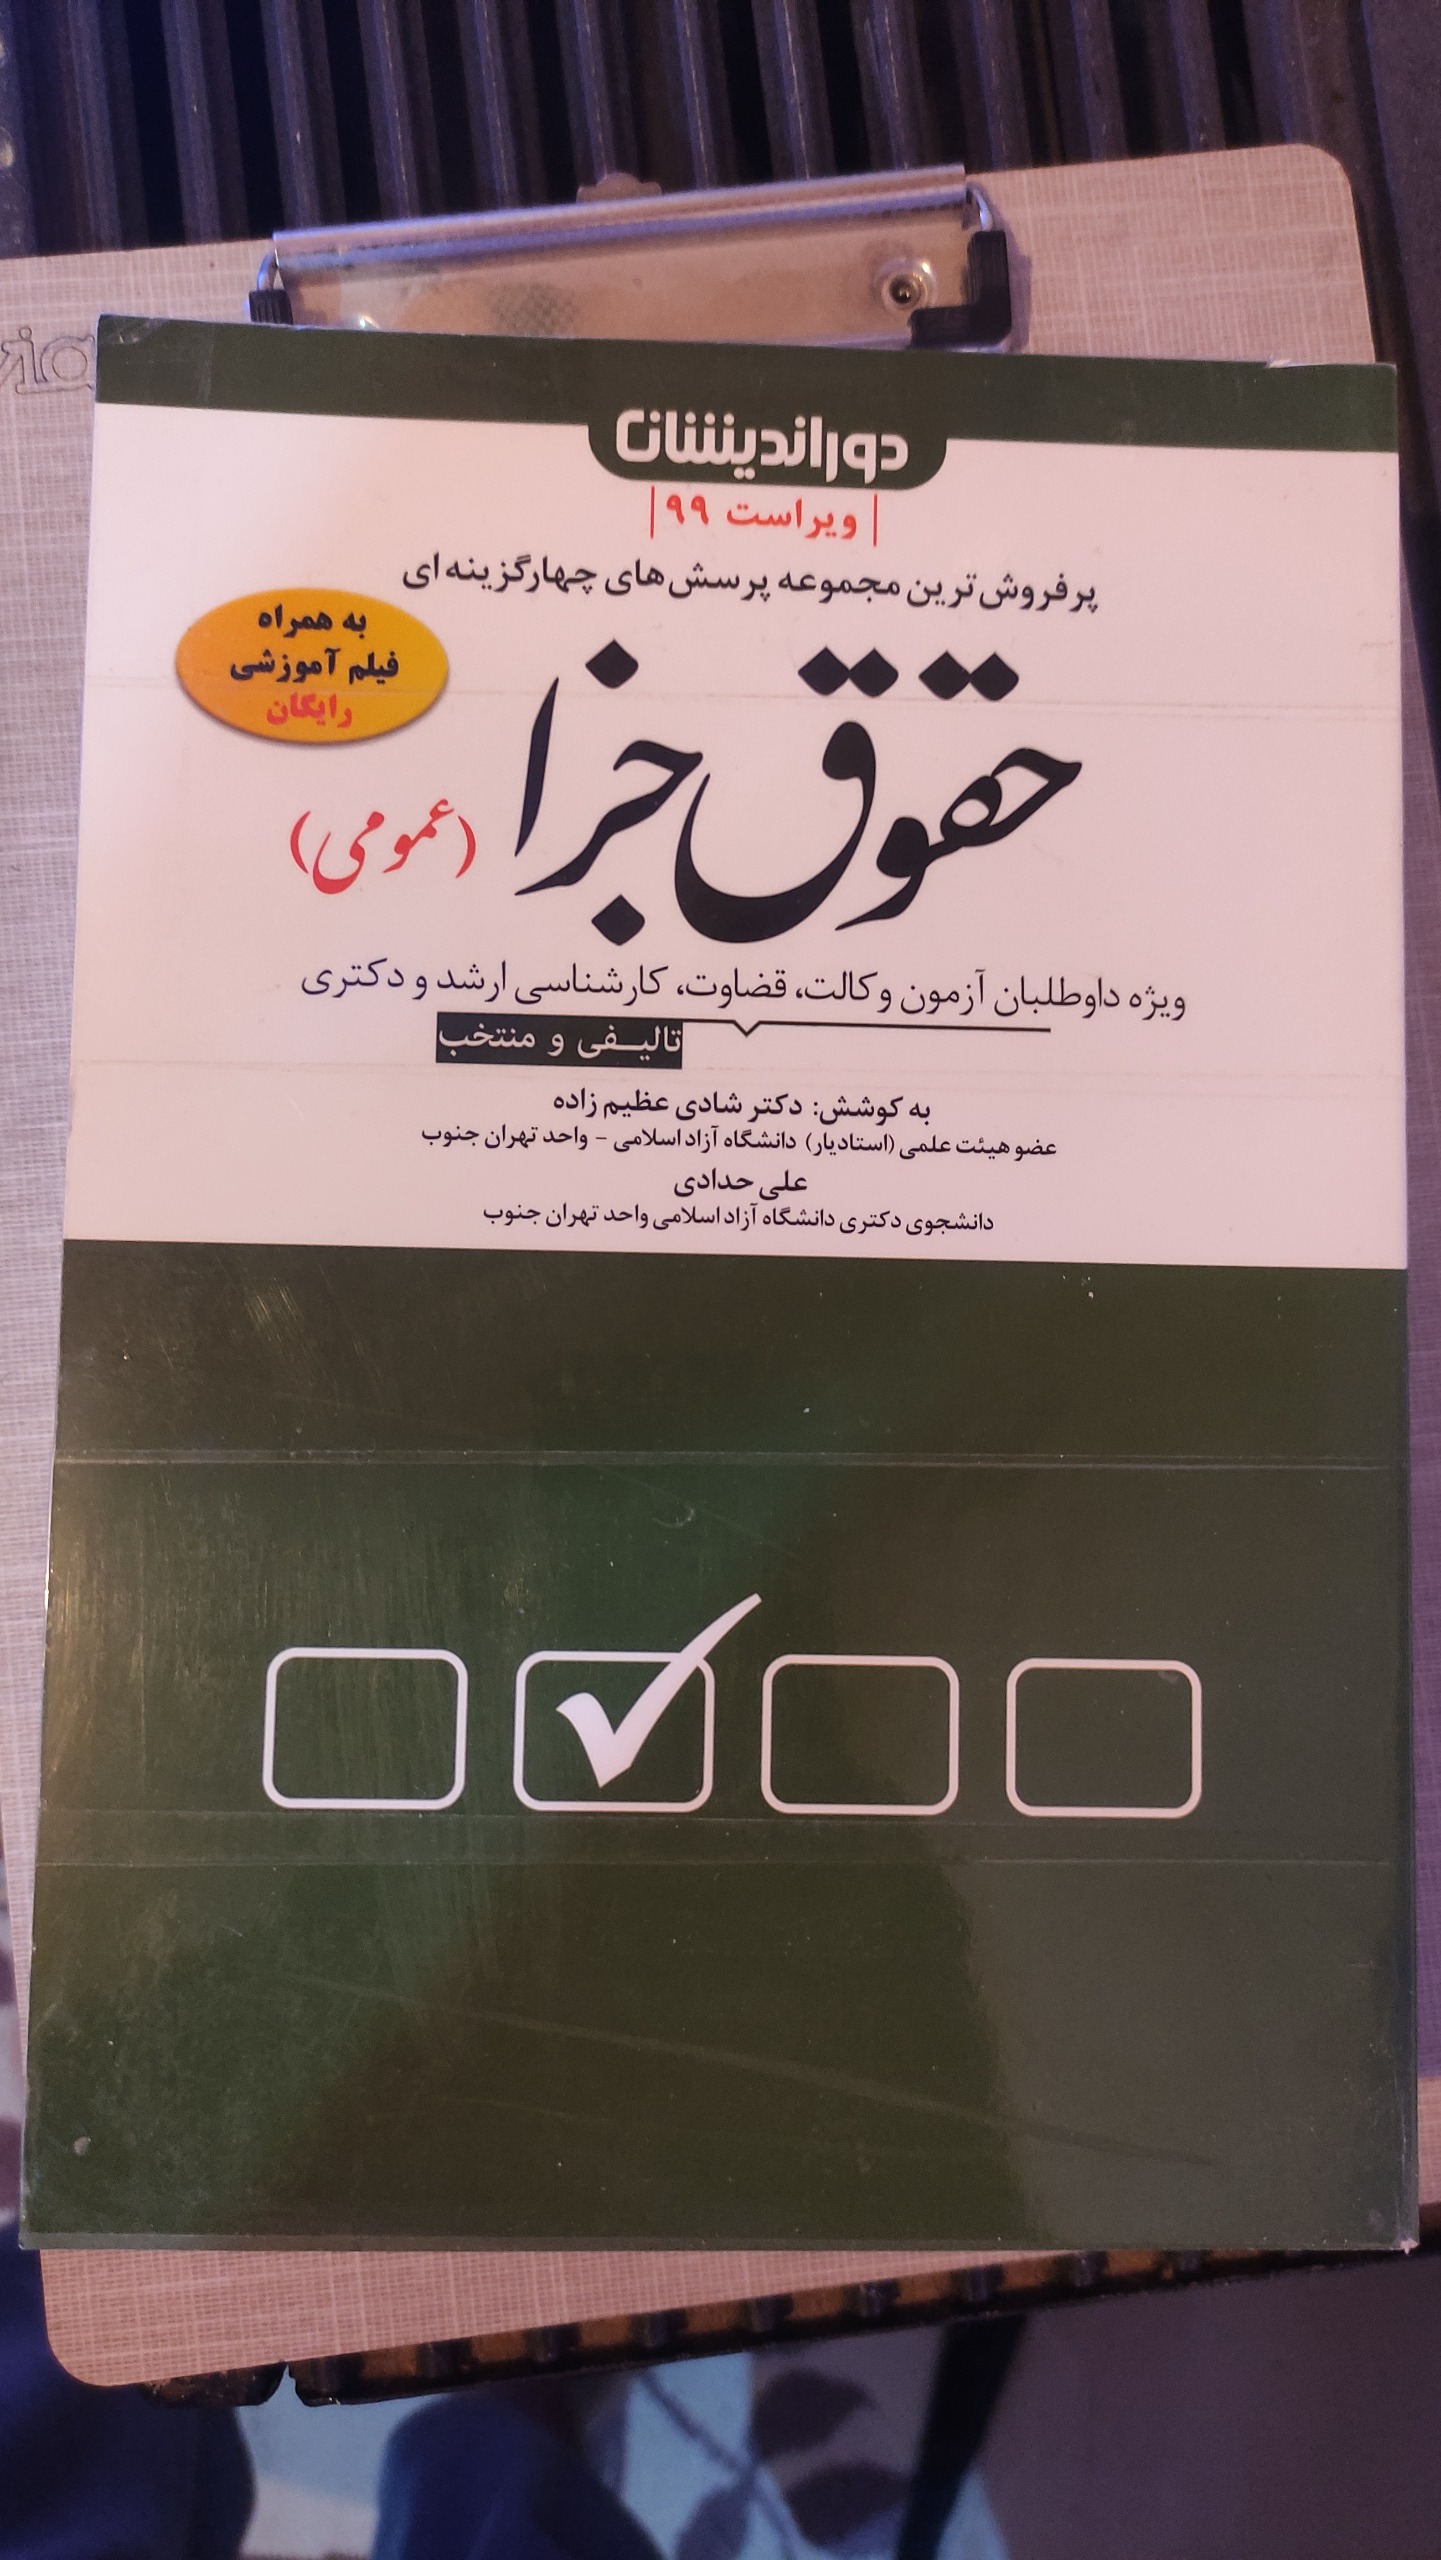 دوراندیشان
| ویراست ۹۹ |
پرفروش‌ترین مجموعه پرسش‌های چهارگزینه‌ای
به همراه
فیلم آموزشی
رایگان
حقوق جزا
(عمومی)
ویژه داوطلبان آزمون وکالت، قضاوت، کارشناسی ارشد و دکتری
تالیـفی و منتخب
به کوشش: دکتر شادی عظیم زاده
عضو هیئت علمی (استادیار) دانشگاه آزاد اسلامی - واحد تهران جنوب
علی حدادی
دانشجوی دکتری دانشگاه آزاد اسلامی واحد تهران جنوب